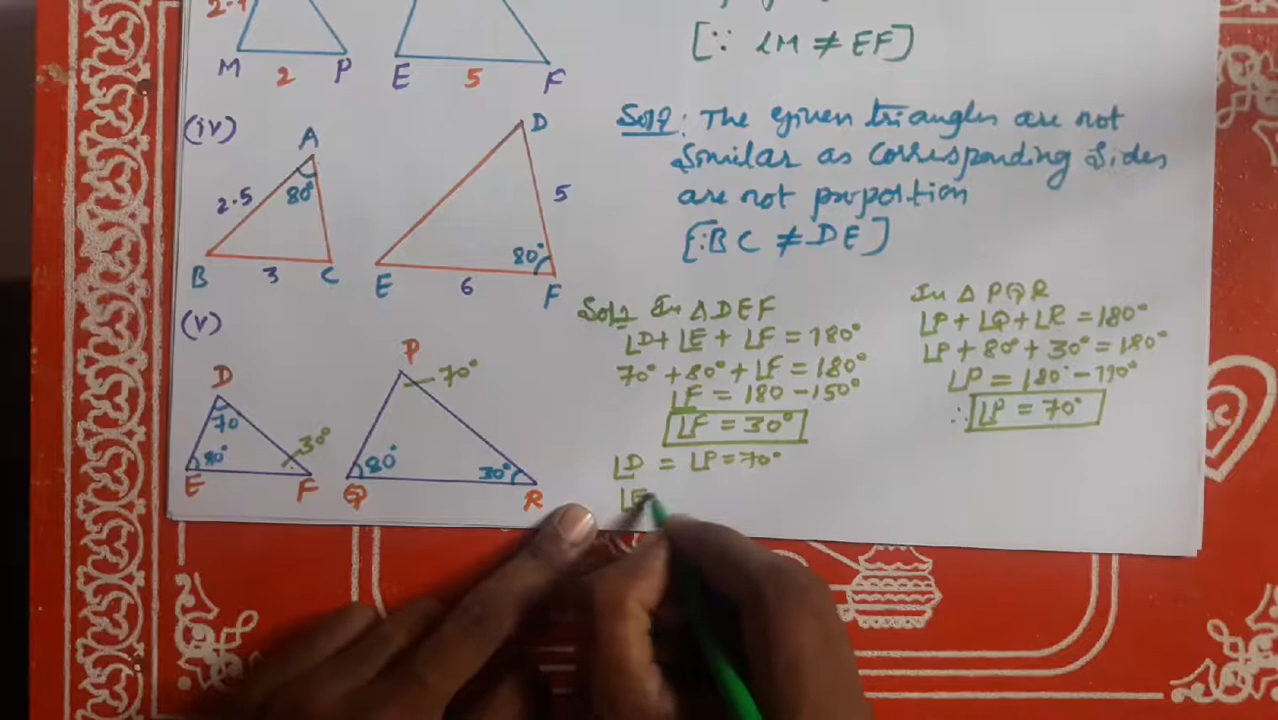 M 2 P E 5 F
[∵ LM ≠ EF]
(iv)
A
80°
2.5
B 3 C
D
5
80°
E 6 F
Soln: The given triangles are not
Similar as corresponding sides
are not proportion
[∵ BC ≠ DE]
(v)
D
70
80°
30°
E F
P
70°
80°
30°
Q R
Soln In △DEF
∠D + ∠E + ∠F = 180°
70° + 80° + ∠F = 180°
∠F = 180 - 150°
∠F = 30°
∠D = ∠P = 70°
∠E
In △ PQR
∠P + ∠Q + ∠R = 180°
∠P + 80° + 30° = 180°
∠P = 180° - 110°
∴ ∠P = 70°